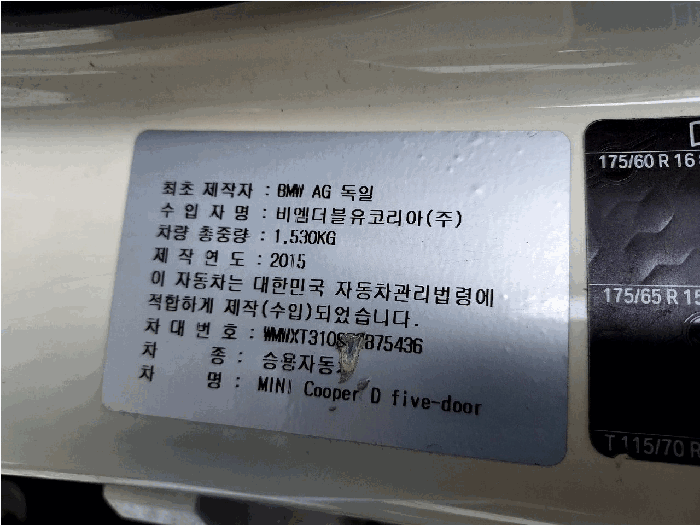 최초 제작자 : BMW AG 독일
수 입 자 명 : 비엠더블유코리아(주)
차량 총중량 : 1.530KG
제 작 연 도 : 2015
이 자동차는 대한민국 자동차관리법령에
적합하게 제작(수입)되었습니다.
차 대 번 호 :
차 종 :
차 명 : MINI Cooper D five-door
175/60 R 16
175/65 R 15
T 115/70 R